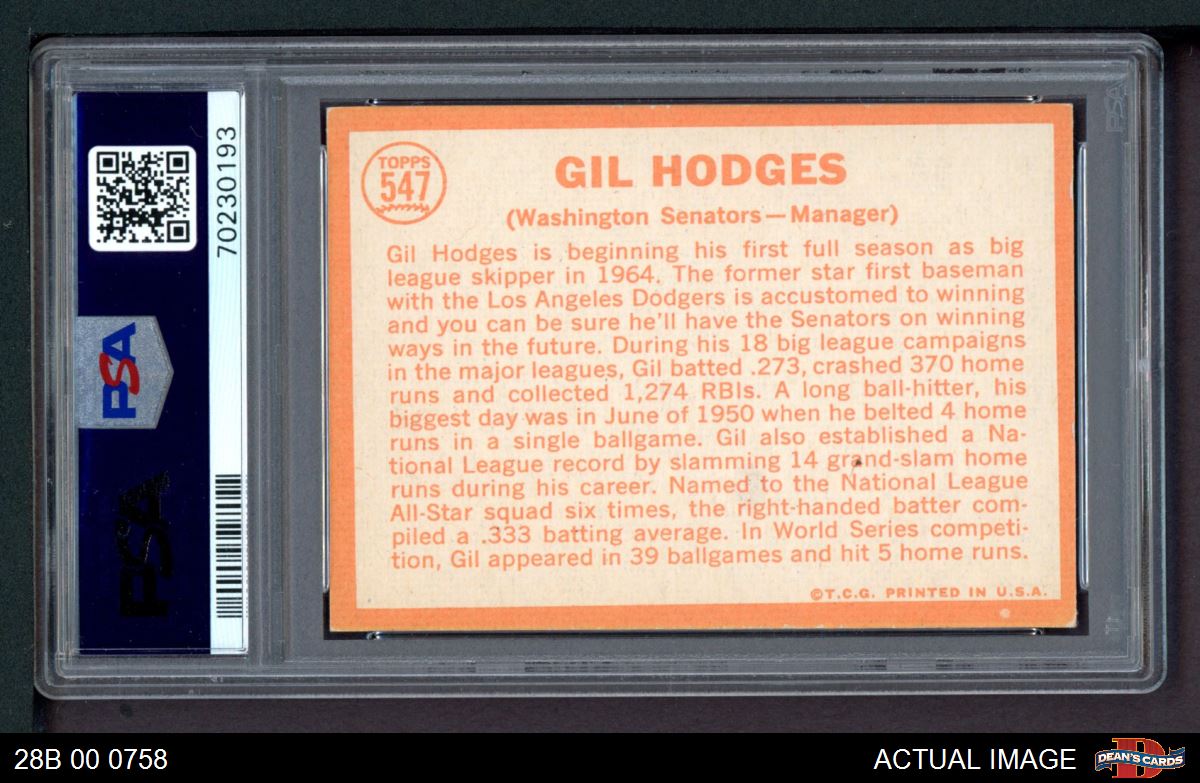 70230193
PSA
PSA
TOPPS
547
GIL HODGES
(Washington Senators—Manager)
Gil Hodges is beginning his first full season as big
league skipper in 1964. The former star first baseman
with the Los Angeles Dodgers is accustomed to winning
and you can be sure he'll have the Senators on winning
ways in the future. During his 18 big league campaigns
in the major leagues, Gil batted .273, crashed 370 home
runs and collected 1,274 RBIs. A long ball-hitter, his
biggest day was in June of 1950 when he belted 4 home
runs in a single ballgame. Gil also established a Na-
tional League record by slamming 14 grand-slam home
runs during his career. Named to the National League
All-Star squad six times, the right-handed batter com-
piled a .333 batting average. In World Series competi-
tion, Gil appeared in 39 ballgames and hit 5 home runs.
©T.C.G. PRINTED IN U.S.A.
PSA
28B 00 0758
ACTUAL IMAGE
D
DEAN'S CARDS